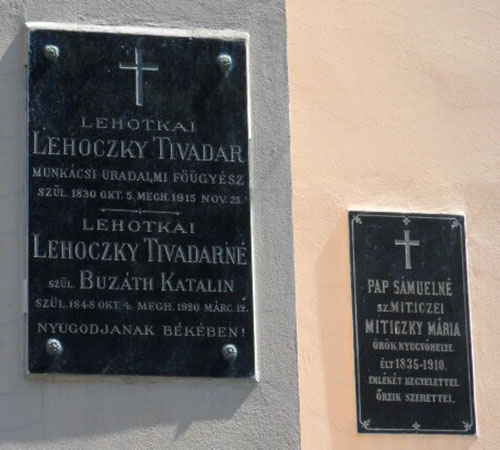 LEHOTKAI
LEHOCZKY TIVADAR
MUNKÁCSI URADALMI FŐÜGYÉSZ
SZÜL. 1830 OKT. 5. MEGH. 1915 NOV. 25.
LEHOTKAI
LEHOCZKY TIVADARNÉ
SZÜL. BUZÁTH KATALIN
SZÜL. 1848 OKT. 4. MEGH. 1920 MÁRC. 12.
NYUGODJANAK BÉKÉBEN!
PAP SÁMUELNÉ
SZ. MITICZEI
MITICZKY MÁRIA
ÖRÖK NYUGVÓHELYE
ÉLT 1835-1910.
EMLÉKÉT KEGYELETTEL
ŐRZIK SZERETTEI.